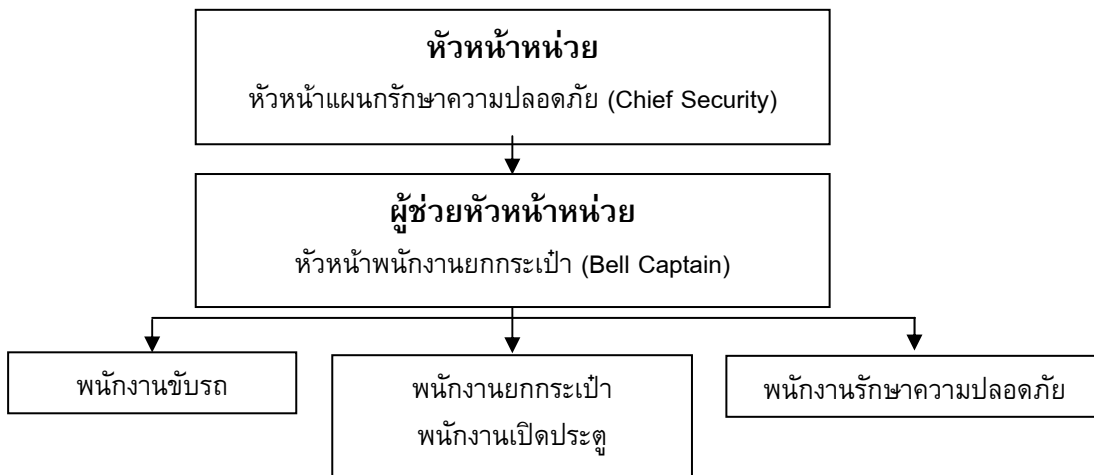 หัวหน้าหน่วย
หัวหน้าแผนกรักษาความปลอดภัย (Chief Security)
ผู้ช่วยหัวหน้าหน่วย
หัวหน้าพนักงานยกกระเป๋า (Bell Captain)
พนักงานขับรถ
พนักงานยกกระเป๋า
พนักงานเปิดประตู
พนักงานรักษาความปลอดภัย